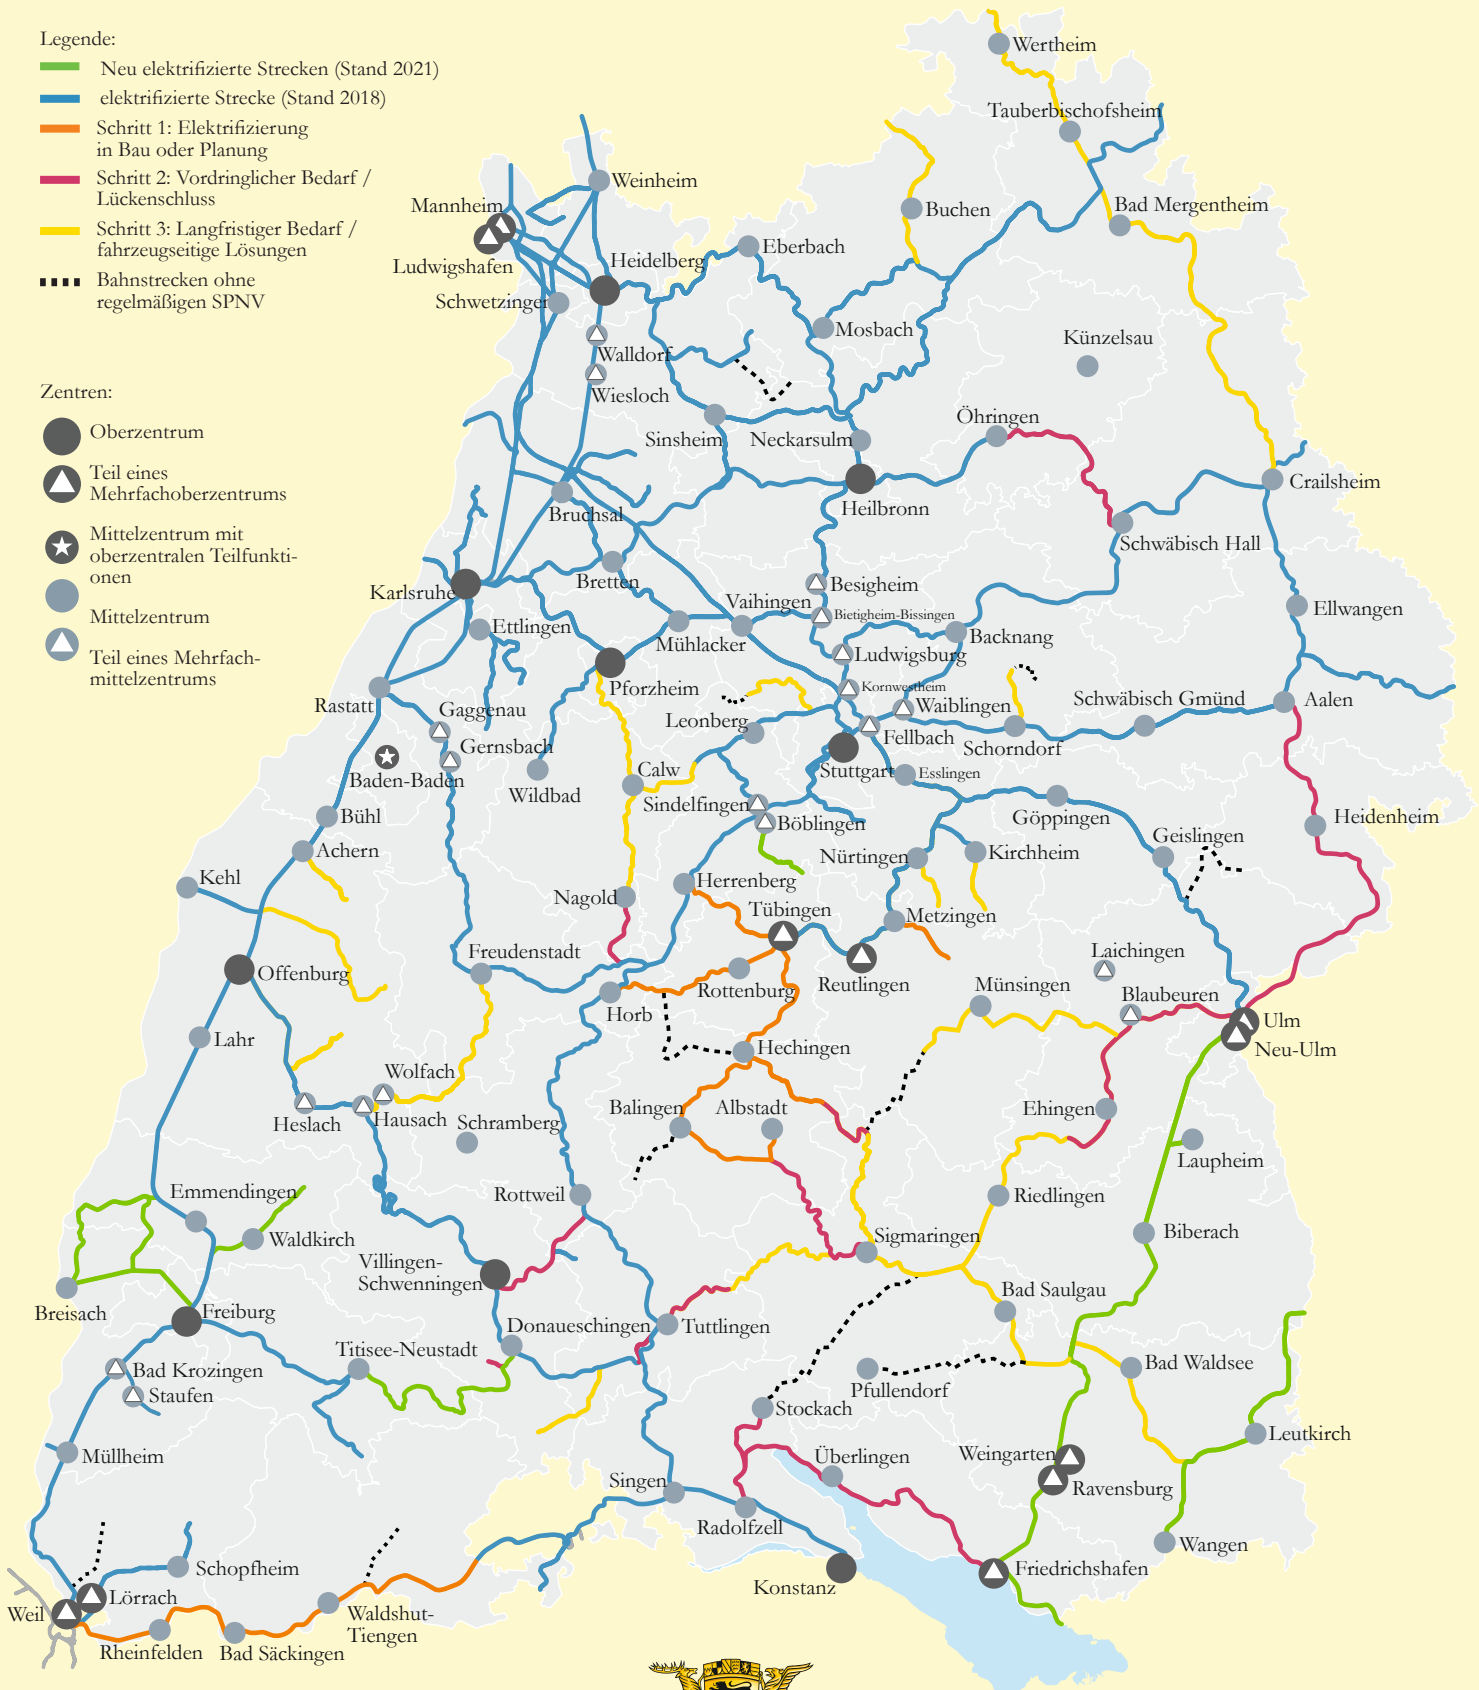 Legende:
Neu elektrifizierte Strecken (Stand 2021)
elektrifizierte Strecke (Stand 2018)
Schritt 1: Elektrifizierung
in Bau oder Planung
Schritt 2: Vordringlicher Bedarf /
Lückenschluss
Schritt 3: Langfristiger Bedarf /
fahrzeugseitige Lösungen
Bahnstrecken ohne
regelmäßigen SPNV
Zentren:
Oberzentrum
Teil eines
Mehrfachoberzentrums
Mittelzentrum mit
oberzentralen Teilfunkti-
onen
Mittelzentrum
Teil eines Mehrfach-
mittelzentrums
Wertheim
Tauberbischofsheim
Weinheim
Mannheim
Buchen
Bad Mergentheim
Eberbach
Heidelberg
Ludwigshafen
Schwetzingen
Mosbach
Künzelsau
Walldorf
Wiesloch
Öhringen
Sinsheim
Neckarsulm
Crailsheim
Heilbronn
Bruchsal
Schwäbisch Hall
Bretten
Besigheim
Karlsruhe
Vaihingen
Bietigheim-Bissingen
Ellwangen
Ettlingen
Mühlacker
Backnang
Ludwigsburg
Pforzheim
Kornwestheim
Rastatt
Gaggenau
Leonberg
Waiblingen
Schwäbisch Gmünd
Aalen
Gernsbach
Fellbach
Schorndorf
Baden-Baden
Calw
Stuttgart
Esslingen
Wildbad
Sindelfingen
Bühl
Böblingen
Göppingen
Heidenheim
Geislingen
Achern
Nürtingen
Kirchheim
Kehl
Herrenberg
Nagold
Tübingen
Metzingen
Freudenstadt
Laichingen
Offenburg
Rottenburg
Reutlingen
Münsingen
Blaubeuren
Horb
Ulm
Lahr
Hechingen
Neu-Ulm
Wolfach
Balingen
Albstadt
Ehingen
Heslach
Hausach
Schramberg
Laupheim
Emmendingen
Rottweil
Riedlingen
Waldkirch
Sigmaringen
Biberach
Villingen-
Schwenningen
Breisach
Freiburg
Bad Saulgau
Donaueschingen
Tuttlingen
Titisee-Neustadt
Bad Krozingen
Bad Waldsee
Staufen
Pfullendorf
Stockach
Leutkirch
Müllheim
Überlingen
Weingarten
Singen
Ravensburg
Radolfzell
Wangen
Schopfheim
Friedrichshafen
Konstanz
Lörrach
Weil
Waldshut-
Tiengen
Rheinfelden
Bad Säckingen